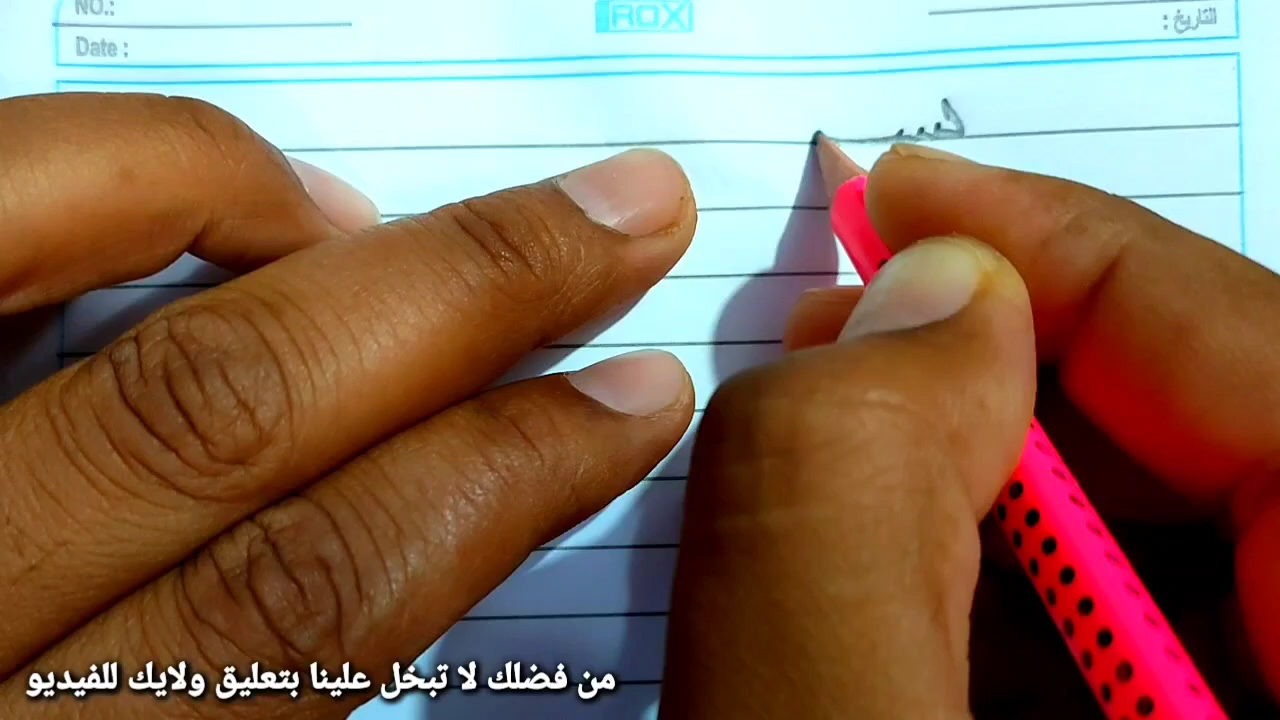 NO.:
ROX
التاريخ :
Date :
من فضلك لا تبخل علينا بتعليق ولايك للفيديو